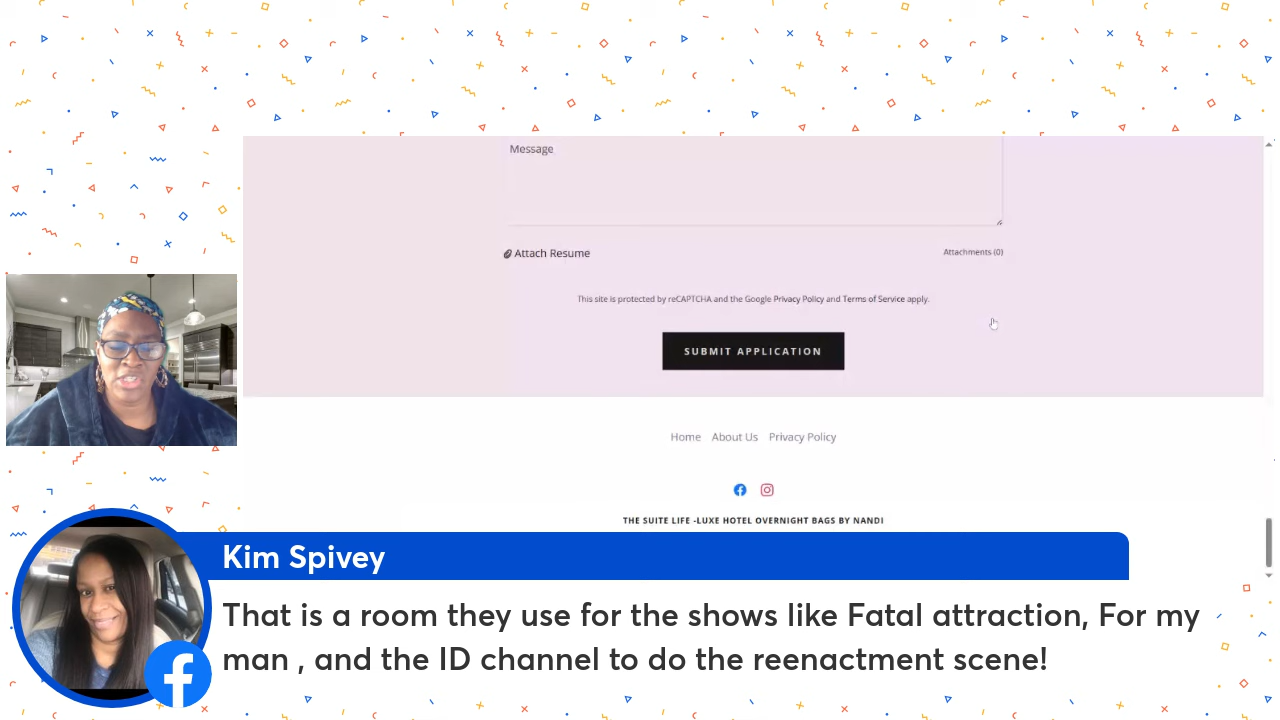 Message
Attach Resume
Attachments (0)
This site is protected by reCAPTCHA and the Google Privacy Policy and Terms of Service apply.
SUBMIT APPLICATION
Home About Us Privacy Policy
THE SUITE LIFE -LUXE HOTEL OVERNIGHT BAGS BY NANDI
Kim Spivey
That is a room they use for the shows like Fatal attraction, For my
man , and the ID channel to do the reenactment scene!